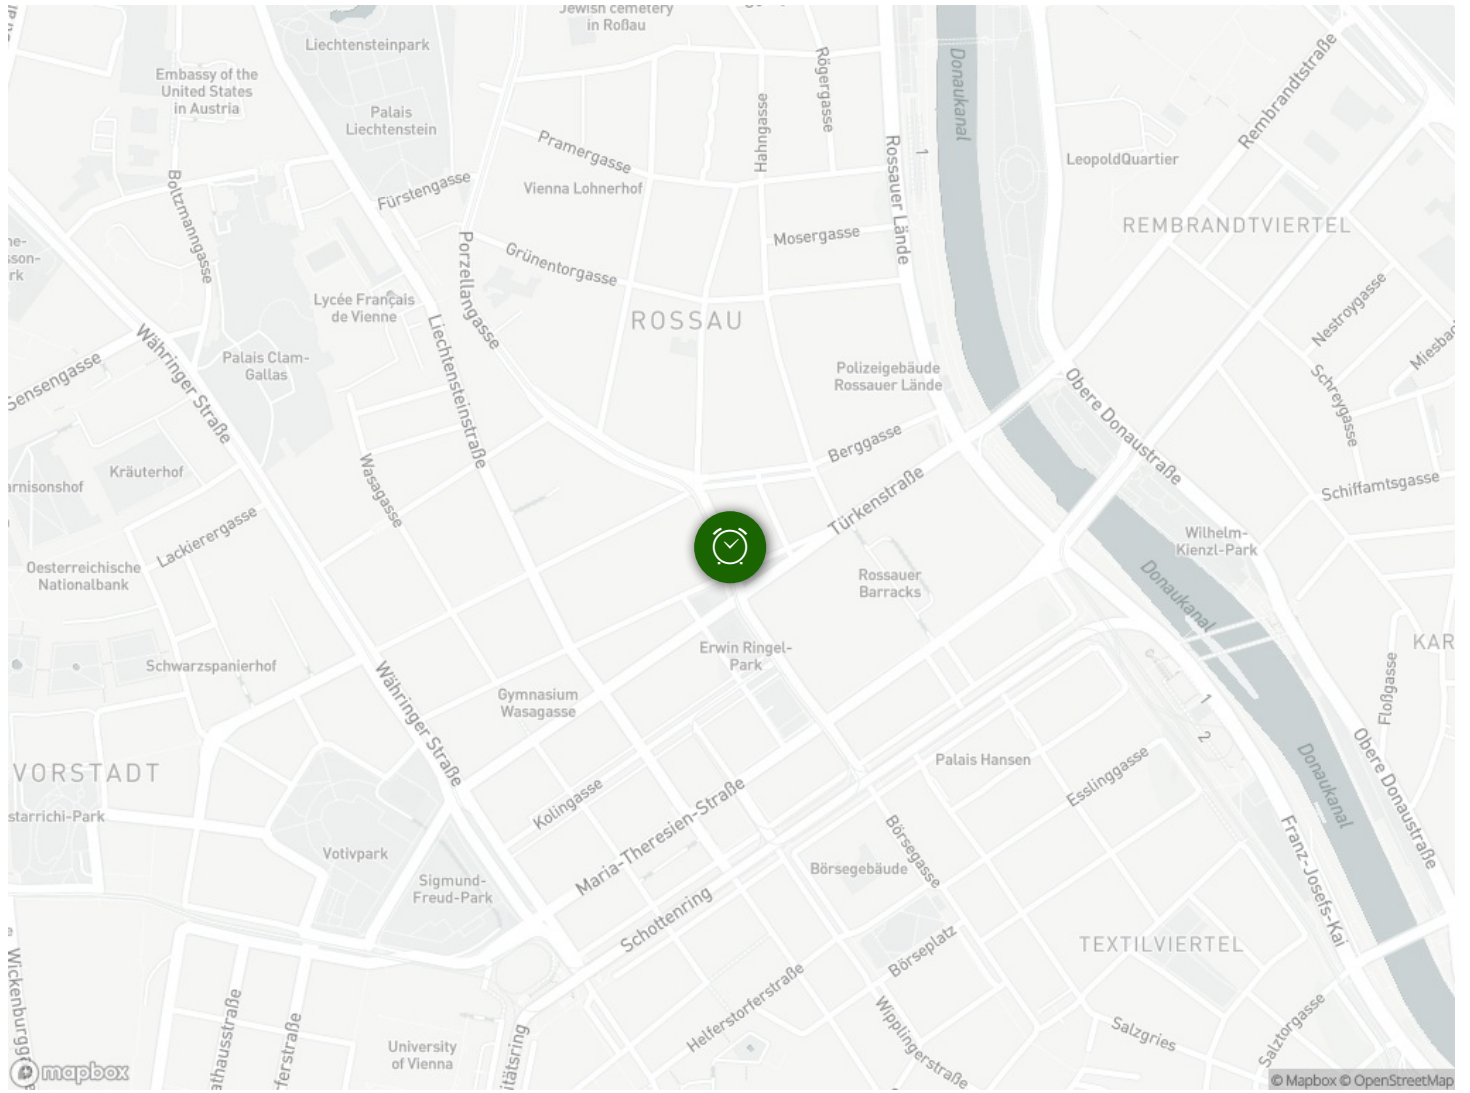 Jewish cemetery
in Roßau
Liechtensteinpark
Embassy of the
United States
in Austria
Palais
Liechtenstein
Rögergasse
Hahngasse
Donaukanal
Rembrandtstraße
Pramergasse
1
LeopoldQuartier
Vienna Lohnerhof
Fürstengasse
Boltzmanngasse
Rossauer Lände
REMBRANDTVIERTEL
Mosergasse
Grünentorgasse
Porzellangasse
Lycée Français
de Vienne
ROSSAU
Nestroygasse
Währinger Straße
Palais Clam-
Gallas
Liechtensteinstraße
Sensengasse
Polizeigebäude
Rossauer Lände
Obere Donaustraße
Schreygasse
Berggasse
Kräuterhof
Wasagasse
Türkenstraße
Schiffamtsgasse
Lackierergasse
Wilhelm-
Kienzl-Park
Oesterreichische
Nationalbank
Rossauer
Barracks
Donaukanal
Erwin Ringel-
Park
Schwarzspanierhof
Gymnasium
Wasagasse
Währinger Straße
Floßgasse
1
2
Palais Hansen
Esslinggasse
Donaukanal
Obere Donaustraße
Kolingasse
Maria-Theresien-Straße
Votivpark
Sigmund-
Freud-Park
Börsegebäude
Börsegasse
Franz-Josefs-Kai
Schottenring
Börseplatz
TEXTILVIERTEL
Helferstorferstraße
Wipplingerstraße
Salzgries
Salztorgasse
University
of Vienna
VORSTADT
mapbox
© Mapbox © OpenStreetMap